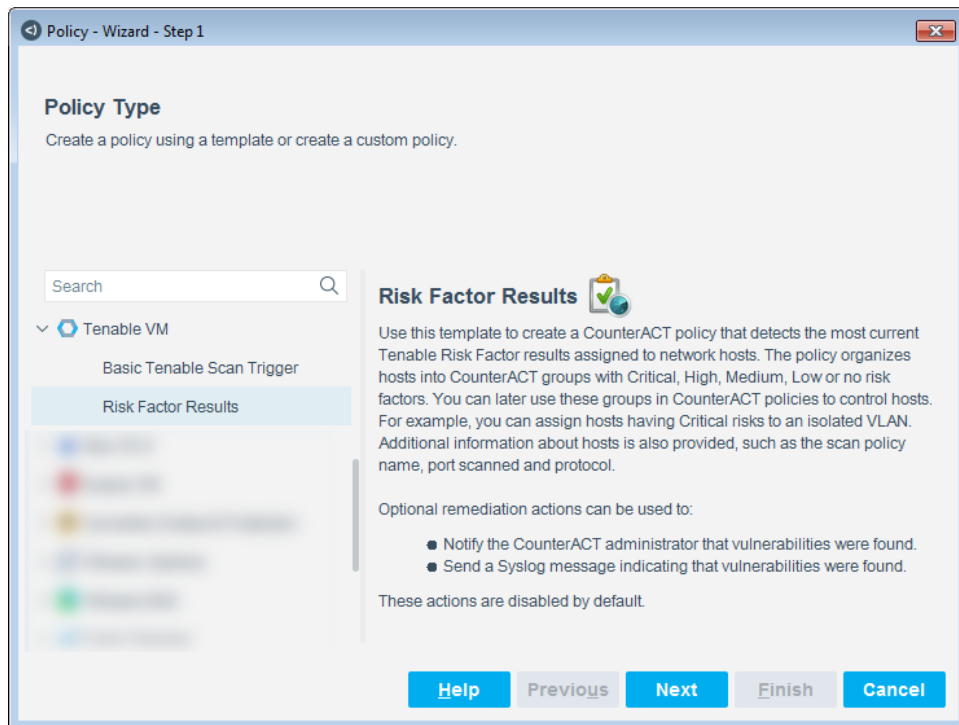 Policy - Wizard - Step 1
Policy Type
Create a policy using a template or create a custom policy.
Search
Tenable VM
Basic Tenable Scan Trigger
Risk Factor Results
Risk Factor Results
Use this template to create a CounterACT policy that detects the most current
Tenable Risk Factor results assigned to network hosts. The policy organizes
hosts into CounterACT groups with Critical, High, Medium, Low or no risk
factors. You can later use these groups in CounterACT policies to control hosts.
For example, you can assign hosts having Critical risks to an isolated VLAN.
Additional information about hosts is also provided, such as the scan policy
name, port scanned and protocol.
Optional remediation actions can be used to:
● Notify the CounterACT administrator that vulnerabilities were found.
● Send a Syslog message indicating that vulnerabilities were found.
These actions are disabled by default.
Help Previous Next Finish Cancel